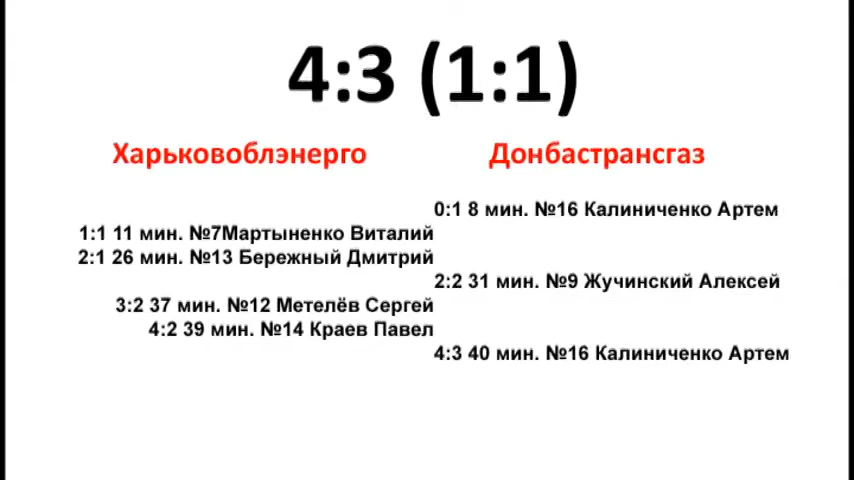 4:3 (1:1)
Харьковоблэнерго Донбастрансгаз
0:1 8 мин. №16 Калиниченко Артем
1:1 11 мин. №7Мартыненко Виталий
2:1 26 мин. №13 Бережный Дмитрий
2:2 31 мин. №9 Жучинский Алексей
3:2 37 мин. №12 Метелёв Сергей
4:2 39 мин. №14 Краев Павел
4:3 40 мин. №16 Калиниченко Артем